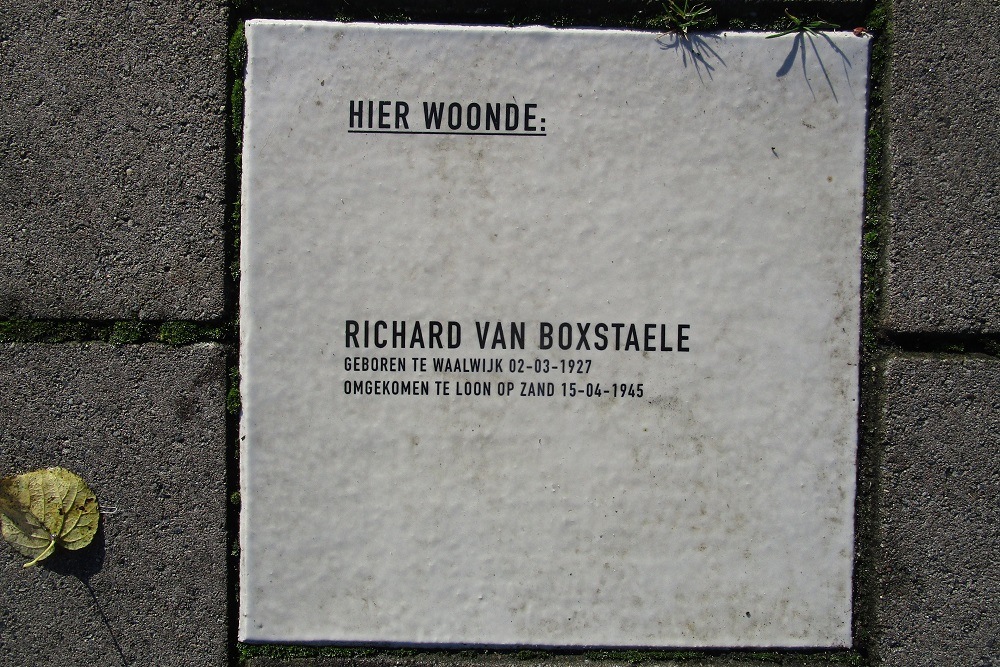 HIER WOONDE:
RICHARD VAN BOXSTAELE
GEBOREN TE WAALWIJK 02-03-1927
OMGEKOMEN TE LOON OP ZAND 15-04-1945